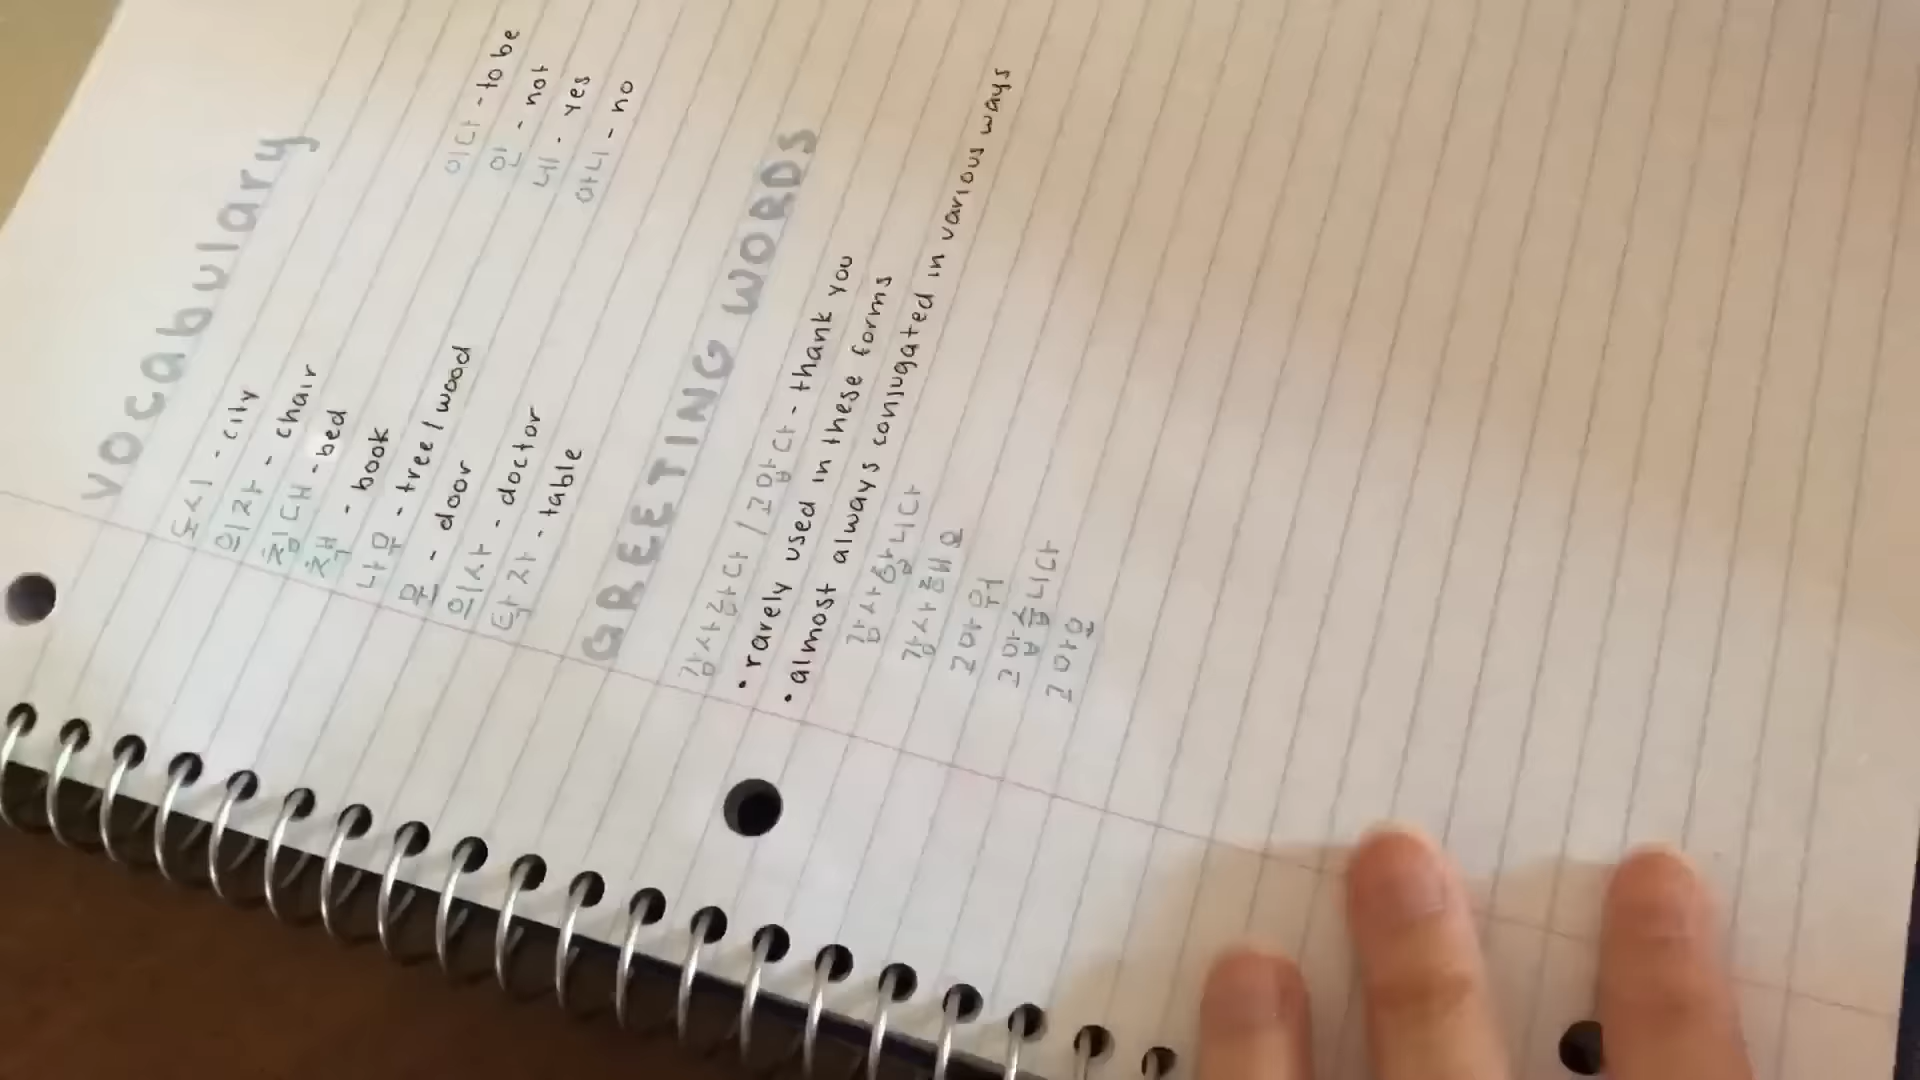 vocabulary
도시 - city
의자 - chair
침대 - bed
책 - book
나무 - tree / wood
문 - door
의사 - doctor
탁자 - table
이다 - to be
안 - not
네 - yes
아니 - no
GREETING WORDS
감사하다 / 고맙다 - thank you
• rarely used in these forms
• almost always conjugated in various ways
감사합니다
감사해요
고마워
고맙습니다
고마요